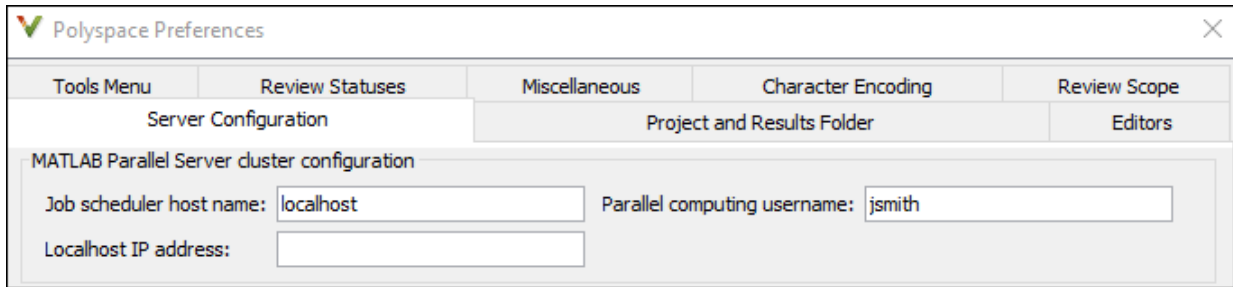 Polyspace Preferences
Tools Menu Review Statuses Miscellaneous Character Encoding Review Scope
Server Configuration Project and Results Folder Editors
MATLAB Parallel Server cluster configuration
Job scheduler host name: localhost Parallel computing username: jsmith
Localhost IP address: